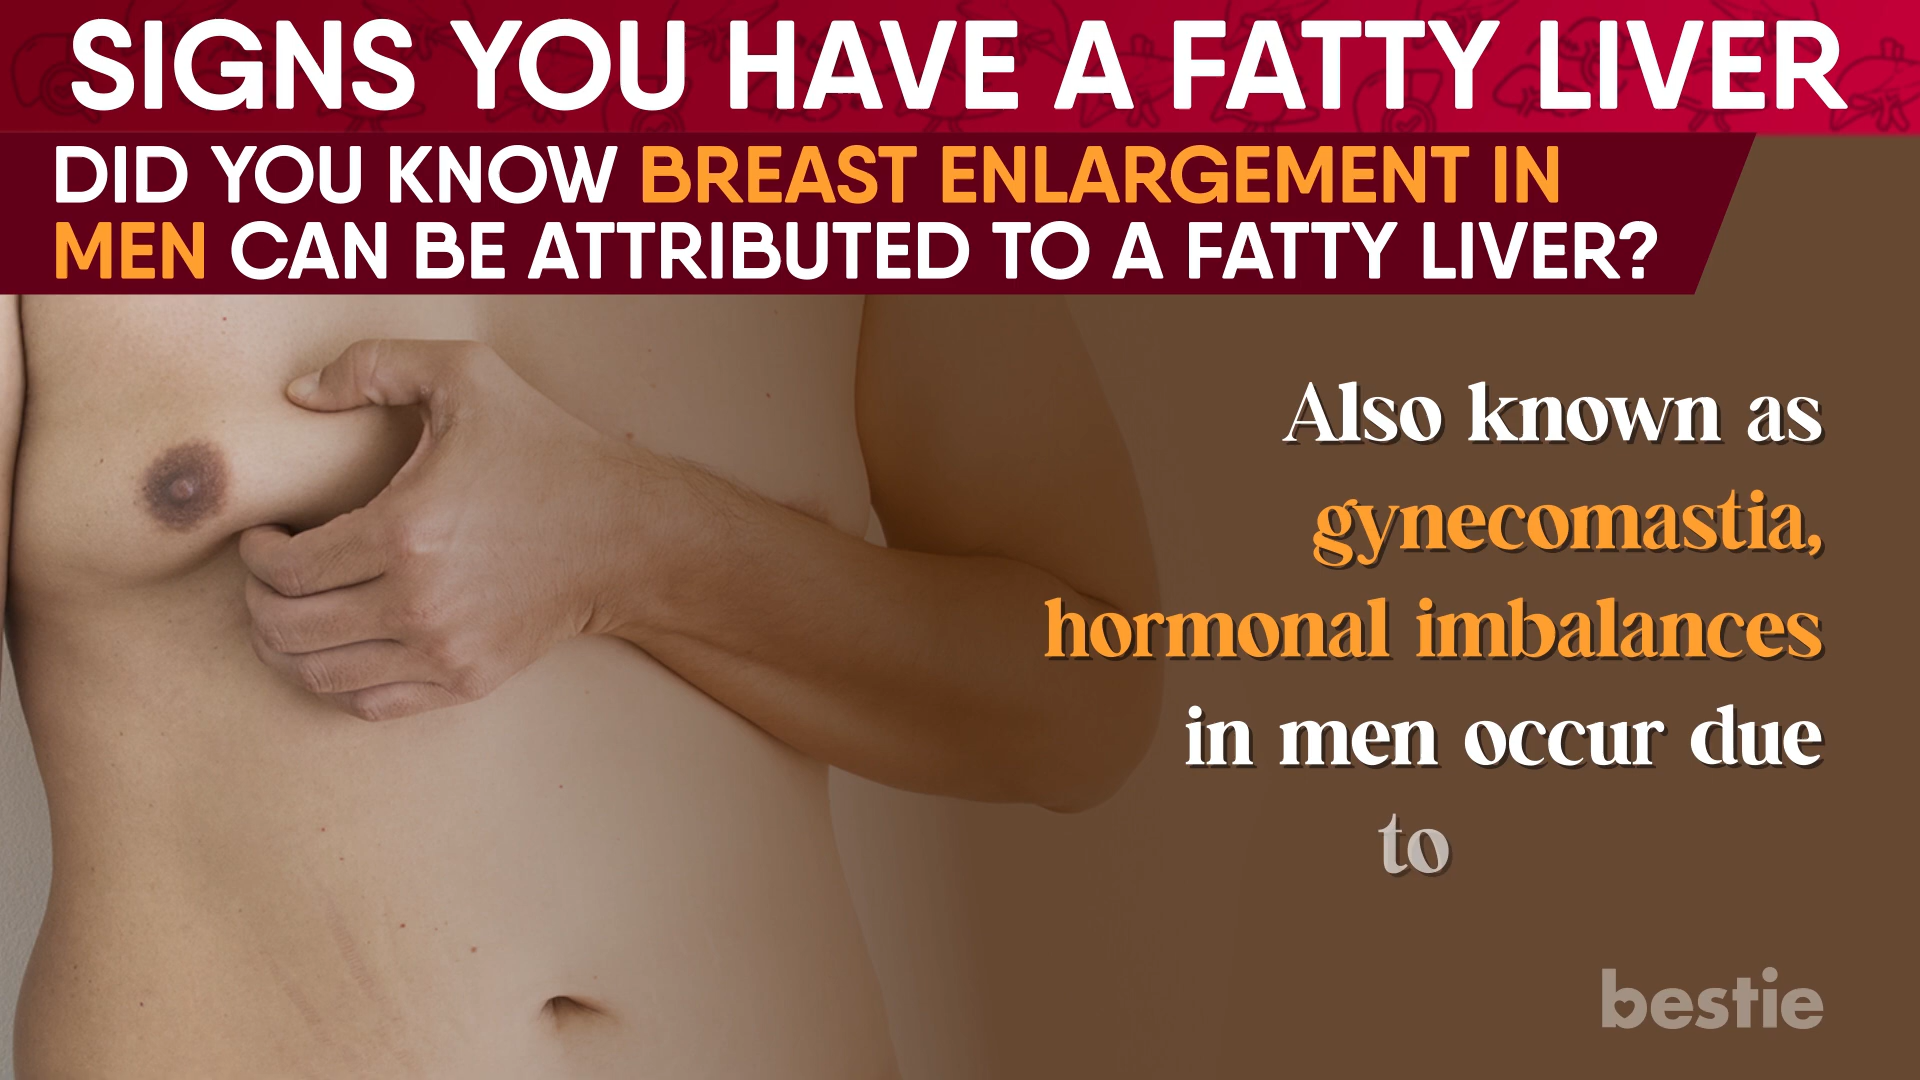 SIGNS YOU HAVE A FATTY LIVER
DID YOU KNOW BREAST ENLARGEMENT IN
MEN CAN BE ATTRIBUTED TO A FATTY LIVER?
Also known as
gynecomastia,
hormonal imbalances
in men occur due
to
bestie